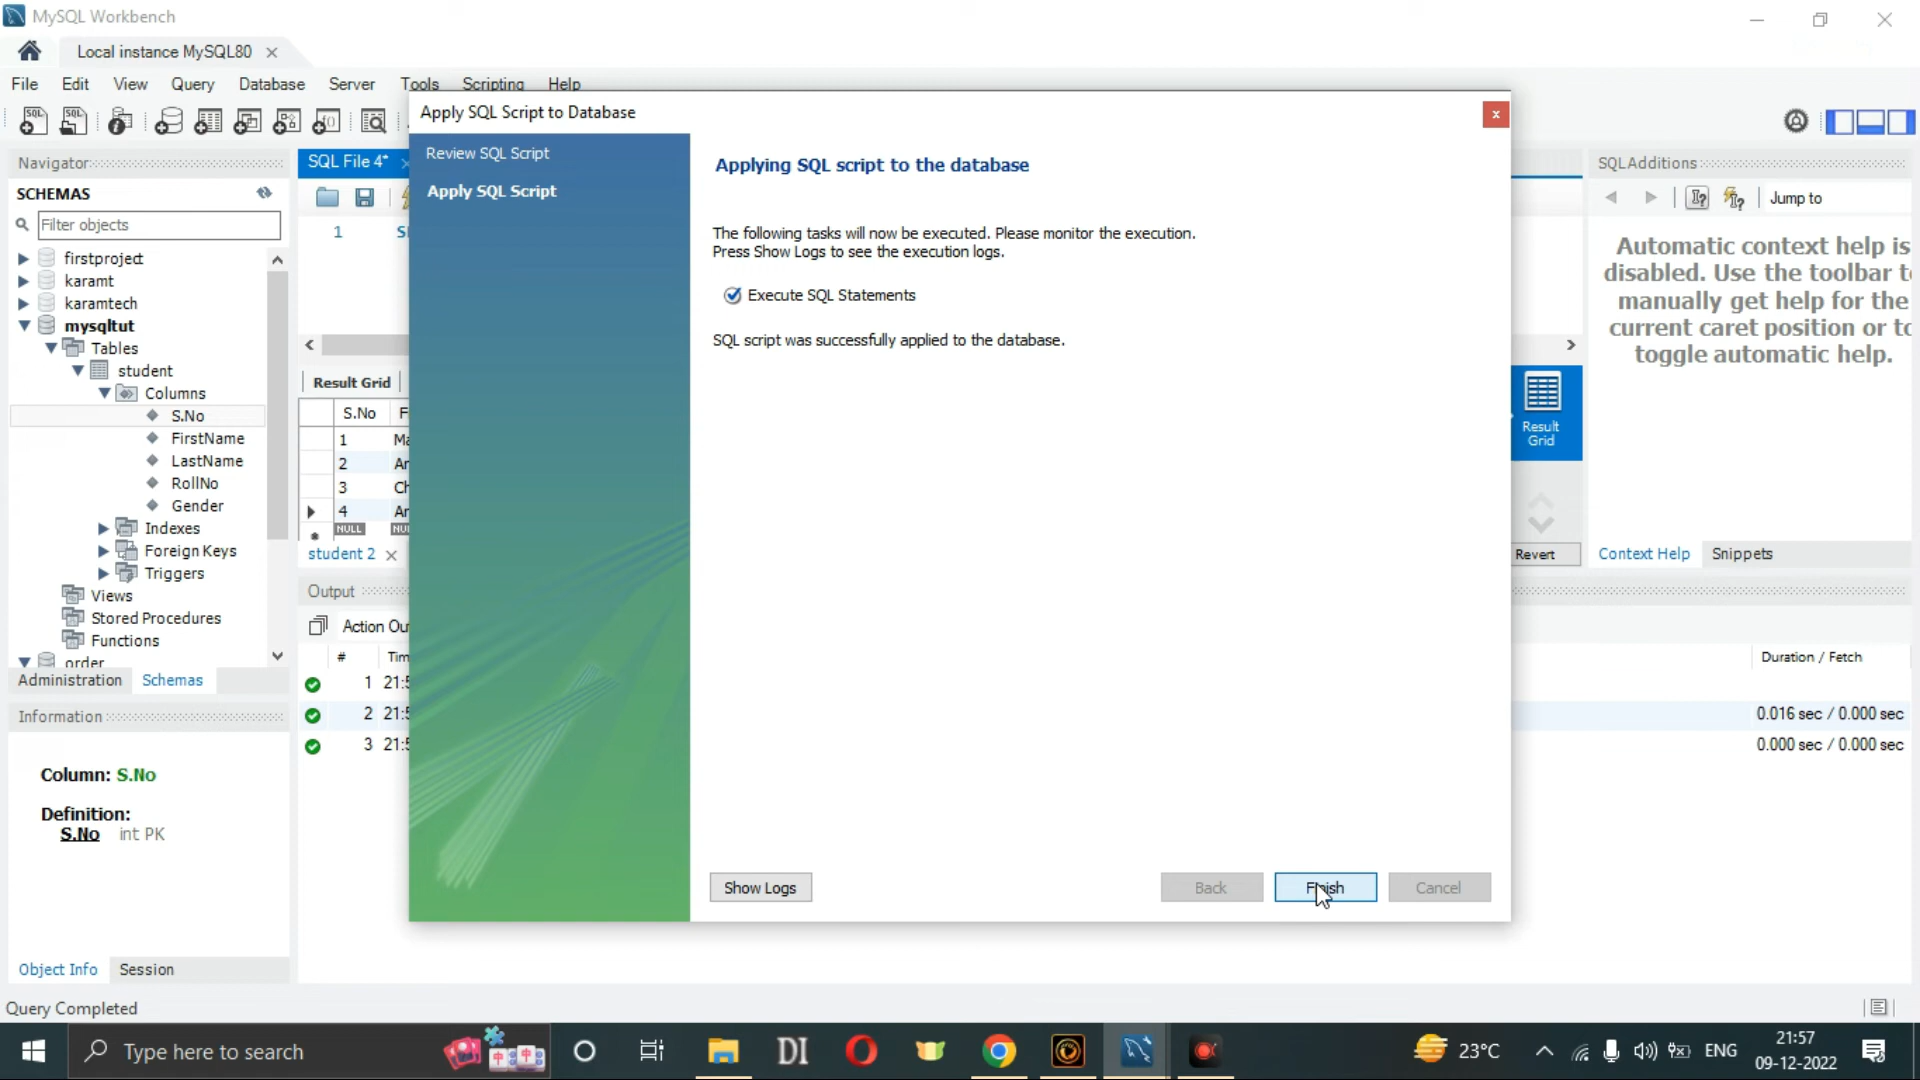 MySQL Workbench
Local instance MySQL80
File Edit View Query Database Server Tools Scripting Help
Apply SQL Script to Database
Navigator
SCHEMAS
Filter objects
firstproject
karamt
karamtech
mysqltut
Tables
student
Columns
S.No
FirstName
LastName
RollNo
Gender
Indexes
Foreign Keys
Triggers
Views
Stored Procedures
Functions
order
Administration Schemas
Information
Column: S.No
Definition:
S.No int PK
Object Info Session
Query Completed
SQL File 4*
1
Result Grid
S.No
1
2
3
4
NULL
student 2
Output
#
1 21:5
2 21:5
3 21:5
Review SQL Script
Apply SQL Script
Applying SQL script to the database
The following tasks will now be executed. Please monitor the execution.
Press Show Logs to see the execution logs.
Execute SQL Statements
SQL script was successfully applied to the database.
Show Logs Back Finish Cancel
Result
Grid
Revert
SQLAdditions
Jump to
Automatic context help is
disabled. Use the toolbar to
manually get help for the
current caret position or to
toggle automatic help.
Context Help Snippets
Duration / Fetch
0.016 sec / 0.000 sec
0.000 sec / 0.000 sec
Type here to search
DI
23°C
ENG
21:57
09-12-2022